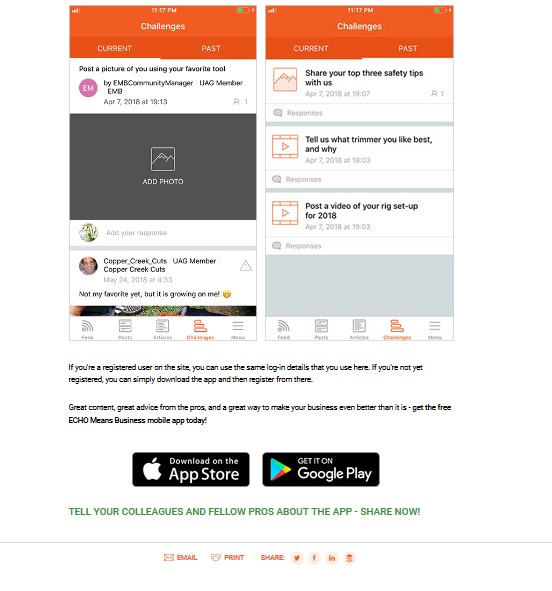 11:17 PM
Challenges
CURRENT PAST
Post a picture of you using your favorite tool
EM
by EMBCommunityManager | UAG Member
| EMB
Apr 7, 2018 at 19:13
1
ADD PHOTO
Add your response
Copper_Creek_Cuts | UAG Member |
Copper Creek Cuts
May 24, 2018 at 4:33
Not my favorite yet, but it is growing on me! 😄
Feed Posts Articles Challenges Menu
11:17 PM
Challenges
CURRENT PAST
Share your top three safety tips
with us
Apr 7, 2018 at 19:07
1
Responses
Tell us what trimmer you like best,
and why
Apr 7, 2018 at 19:03
Responses
Post a video of your rig set-up
for 2018
Apr 7, 2018 at 19:03
Responses
Feed Posts Articles Challenges Menu
If you're a registered user on the site, you can use the same log-in details that you use here. If you're not yet
registered, you can simply download the app and then register from there.
Great content, great advice from the pros, and a great way to make your business even better than it is - get the free
ECHO Means Business mobile app today!
Download on the
App Store
GET IT ON
Google Play
TELL YOUR COLLEAGUES AND FELLOW PROS ABOUT THE APP - SHARE NOW!
EMAIL PRINT SHARE: